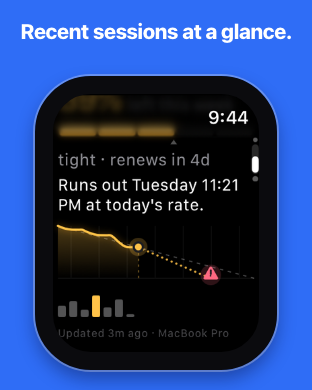 Recent sessions at a glance.
9:44
tight · renews in 4d
Runs out Tuesday 11:21
PM at today's rate.
Updated 3m ago · MacBook Pro